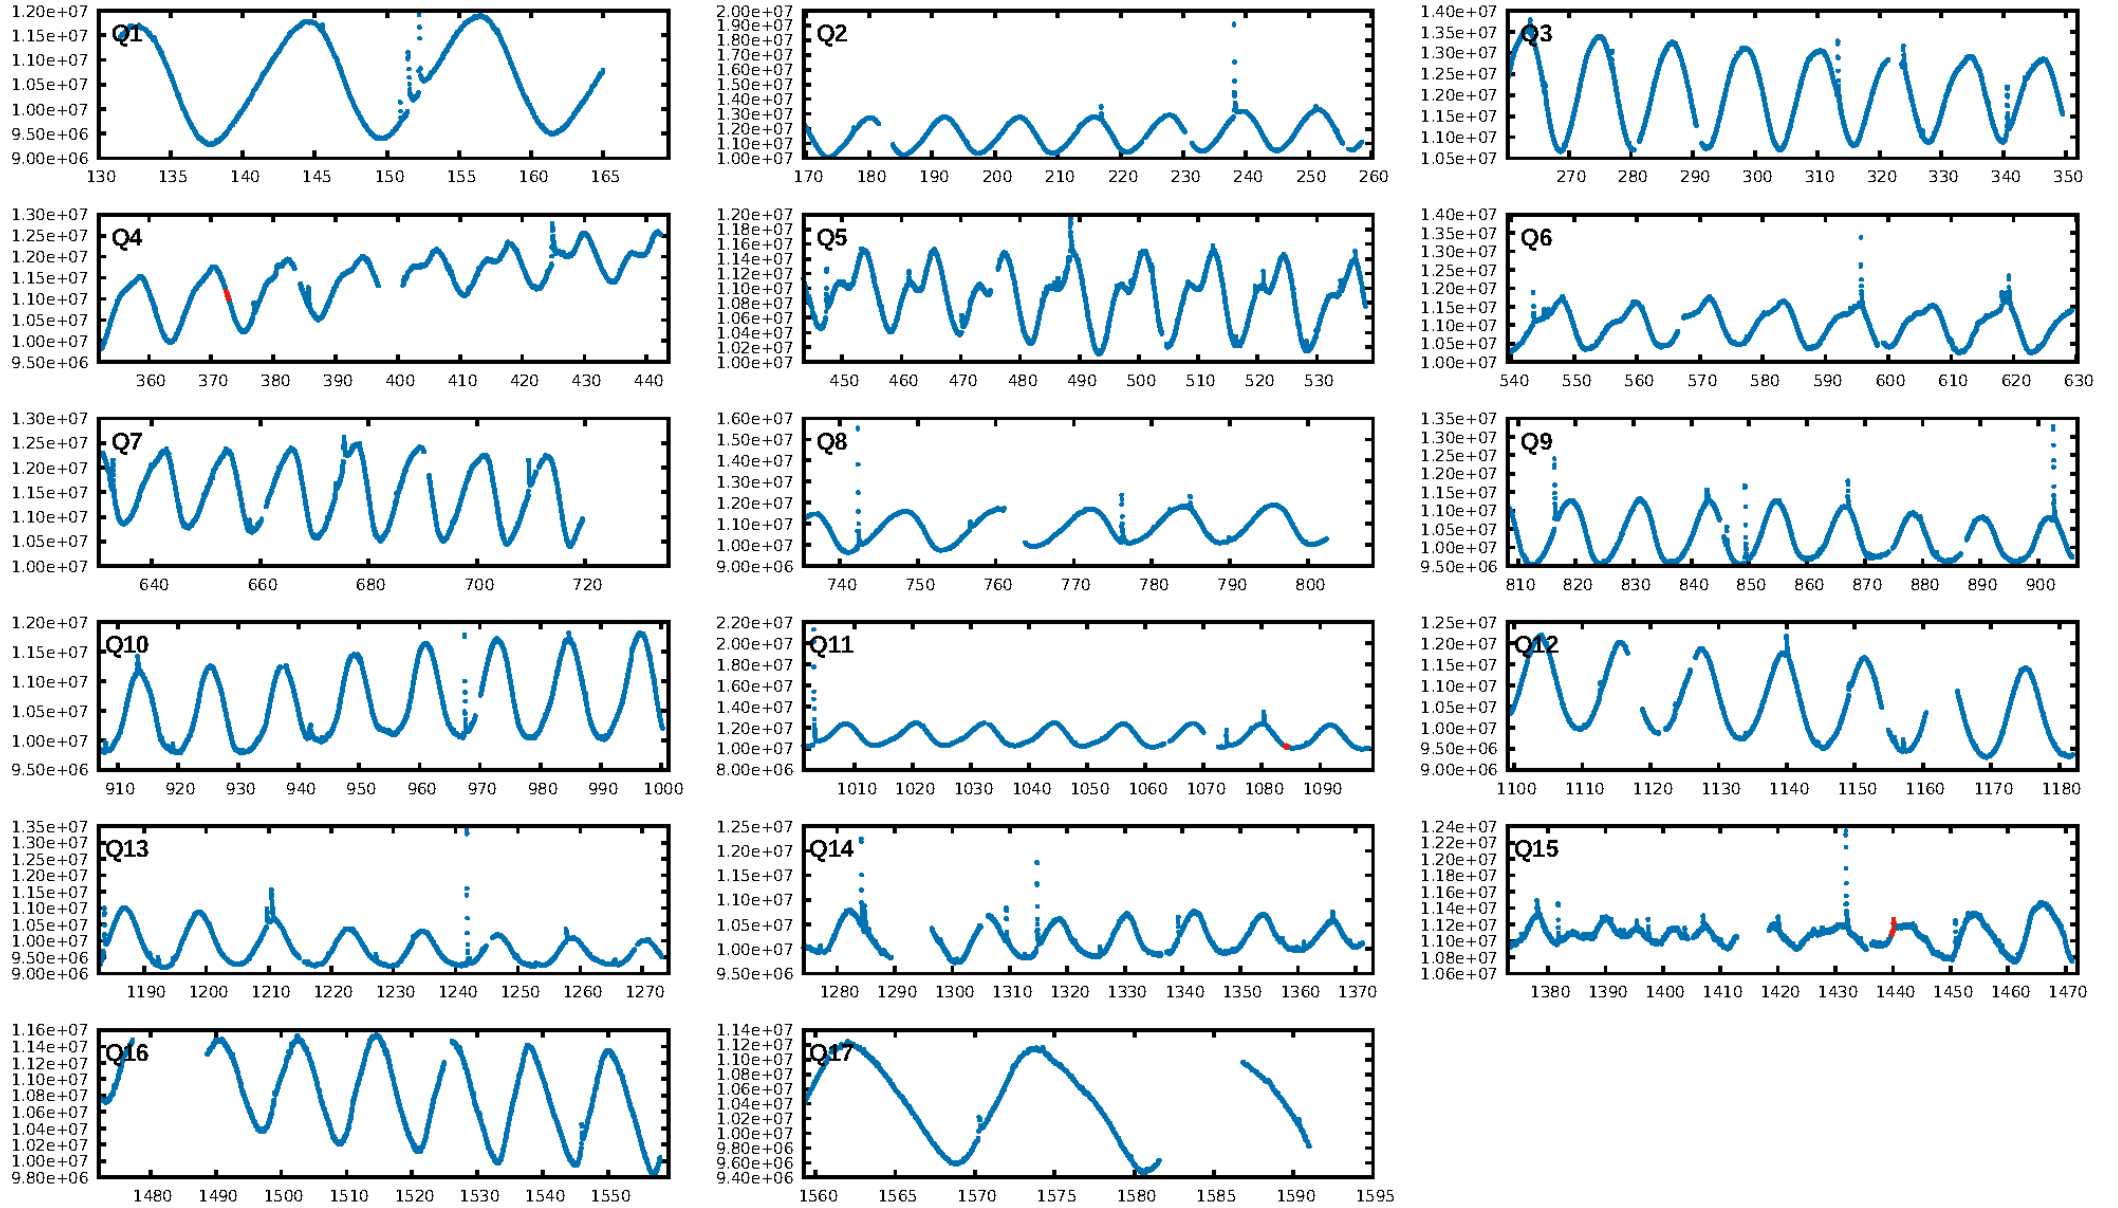 1.20e+07 1.15e+07 1.10e+07 1.05e+07 1.00e+07 9.50e+06 9.00e+06
Q1
130 135 140 145 150 155 160 165
2.00e+07 1.90e+07 1.80e+07 1.70e+07 1.60e+07 1.50e+07 1.40e+07 1.30e+07 1.20e+07 1.10e+07 1.00e+07
Q2
170 180 190 200 210 220 230 240 250 260
1.40e+07 1.35e+07 1.30e+07 1.25e+07 1.20e+07 1.15e+07 1.10e+07 1.05e+07
Q3
270 280 290 300 310 320 330 340 350
1.30e+07 1.25e+07 1.20e+07 1.15e+07 1.10e+07 1.05e+07 1.00e+07 9.50e+06
Q4
360 370 380 390 400 410 420 430 440
1.20e+07 1.18e+07 1.16e+07 1.14e+07 1.12e+07 1.10e+07 1.08e+07 1.06e+07 1.04e+07 1.02e+07 1.00e+07
Q5
450 460 470 480 490 500 510 520 530
1.40e+07 1.35e+07 1.30e+07 1.25e+07 1.20e+07 1.15e+07 1.10e+07 1.05e+07 1.00e+07
Q6
540 550 560 570 580 590 600 610 620 630
1.30e+07 1.25e+07 1.20e+07 1.15e+07 1.10e+07 1.05e+07 1.00e+07
Q7
640 660 680 700 720
1.60e+07 1.50e+07 1.40e+07 1.30e+07 1.20e+07 1.10e+07 1.00e+07 9.00e+06
Q8
740 750 760 770 780 790 800
1.35e+07 1.30e+07 1.25e+07 1.20e+07 1.15e+07 1.10e+07 1.05e+07 1.00e+07 9.50e+06
Q9
810 820 830 840 850 860 870 880 890 900
1.20e+07 1.15e+07 1.10e+07 1.05e+07 1.00e+07 9.50e+06
Q10
910 920 930 940 950 960 970 980 990 1000
2.20e+07 2.00e+07 1.80e+07 1.60e+07 1.40e+07 1.20e+07 1.00e+07 8.00e+06
Q11
1010 1020 1030 1040 1050 1060 1070 1080 1090
1.25e+07 1.20e+07 1.15e+07 1.10e+07 1.05e+07 1.00e+07 9.50e+06 9.00e+06
Q12
1100 1110 1120 1130 1140 1150 1160 1170 1180
1.35e+07 1.30e+07 1.25e+07 1.20e+07 1.15e+07 1.10e+07 1.05e+07 1.00e+07 9.50e+06 9.00e+06
Q13
1190 1200 1210 1220 1230 1240 1250 1260 1270
1.25e+07 1.20e+07 1.15e+07 1.10e+07 1.05e+07 1.00e+07 9.50e+06
Q14
1280 1290 1300 1310 1320 1330 1340 1350 1360 1370
1.24e+07 1.22e+07 1.20e+07 1.18e+07 1.16e+07 1.14e+07 1.12e+07 1.10e+07 1.08e+07 1.06e+07
Q15
1380 1390 1400 1410 1420 1430 1440 1450 1460 1470
1.16e+07 1.14e+07 1.12e+07 1.10e+07 1.08e+07 1.06e+07 1.04e+07 1.02e+07 1.00e+07 9.80e+06
Q16
1480 1490 1500 1510 1520 1530 1540 1550
1.14e+07 1.12e+07 1.10e+07 1.08e+07 1.06e+07 1.04e+07 1.02e+07 1.00e+07 9.80e+06 9.60e+06 9.40e+06
Q17
1560 1565 1570 1575 1580 1585 1590 1595